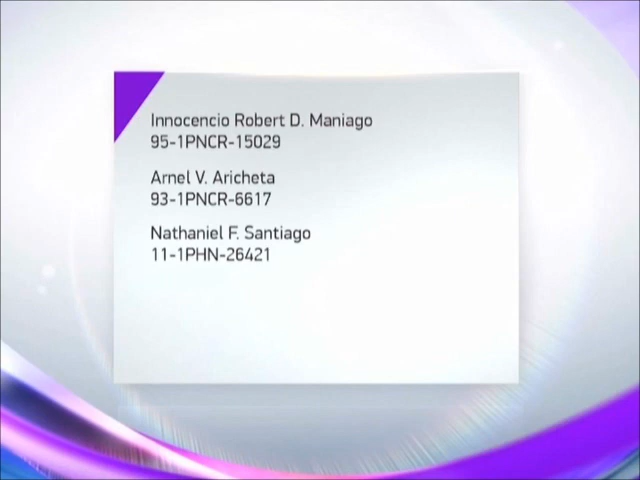 Innocencio Robert D. Maniago
95-1PNCR-15029
Arnel V. Aricheta
93-1PNCR-6617
Nathaniel F. Santiago
11-1PHN-26421